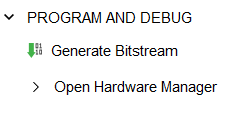 PROGRAM AND DEBUG
Generate Bitstream
Open Hardware Manager